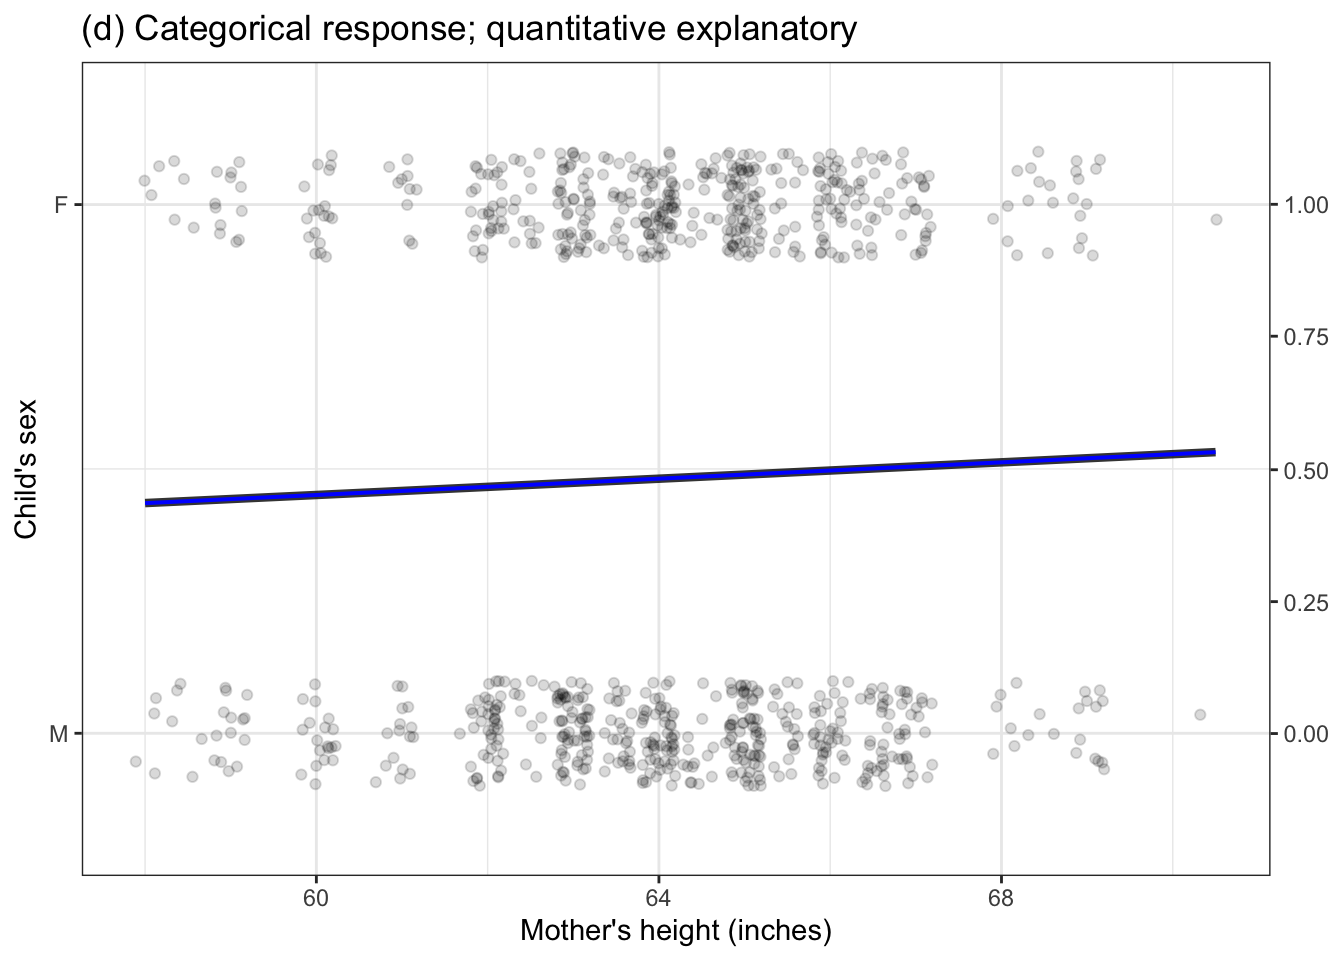 (d) Categorical response; quantitative explanatory
F
M
Child's sex
1.00
0.75
0.50
0.25
0.00
60 64 68
Mother's height (inches)